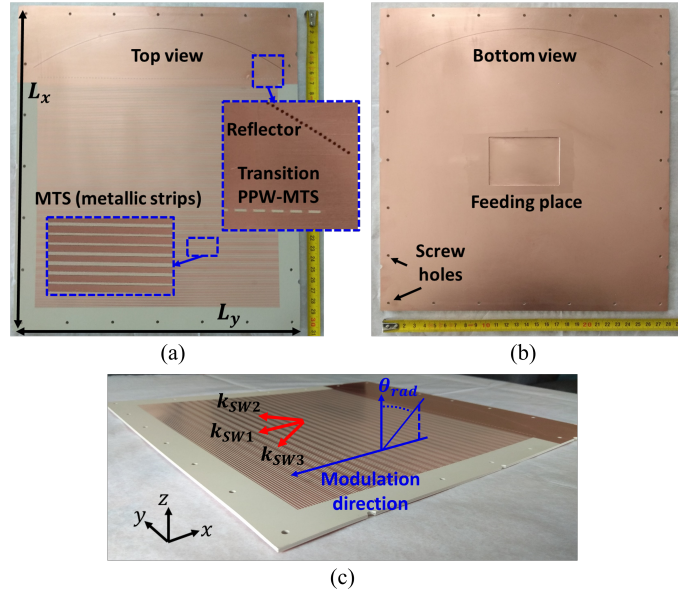 Top view
L_x
Reflector
Transition
PPW-MTS
MTS (metallic strips)
L_y
(a)
Bottom view
Feeding place
Screw
holes
(b)
θ_rad
k_SW2
k_SW1
k_SW3
Modulation
direction
z
y
x
(c)